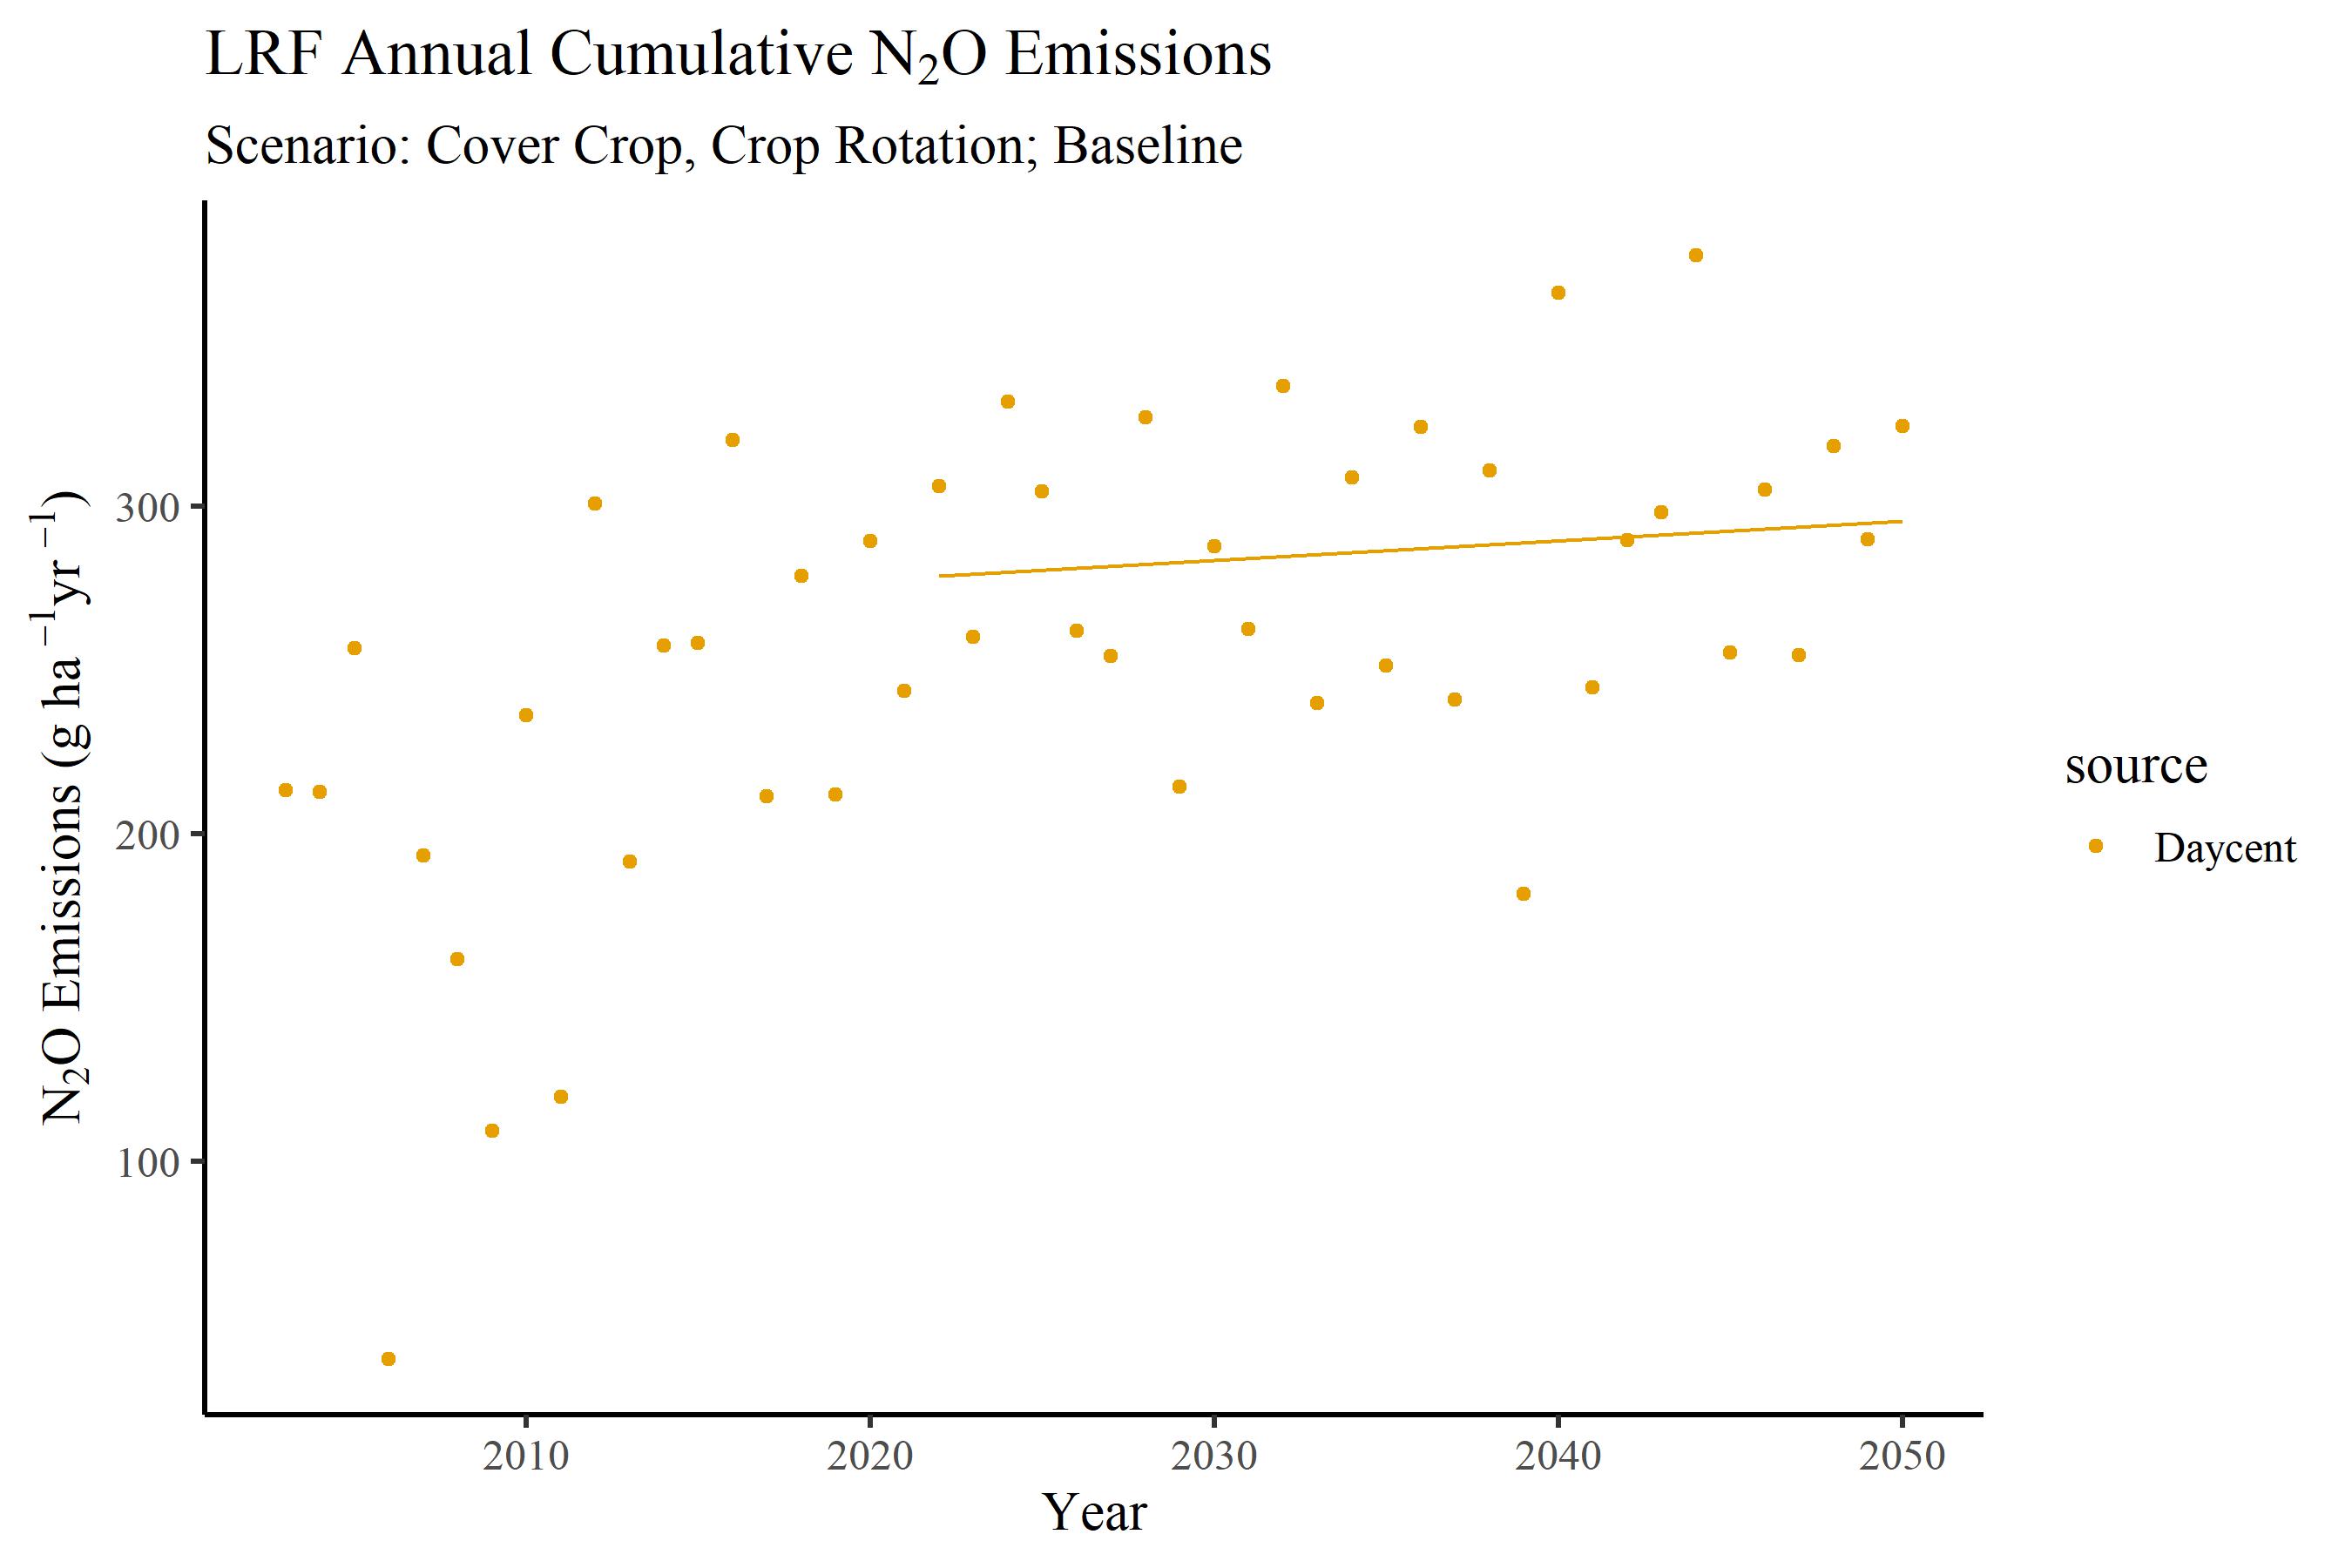 LRF Annual Cumulative N₂O Emissions
Scenario: Cover Crop, Crop Rotation; Baseline
N₂O Emissions (g ha ⁻¹yr ⁻¹)
300
200
100
2010 2020 2030 2040 2050
Year
source
Daycent